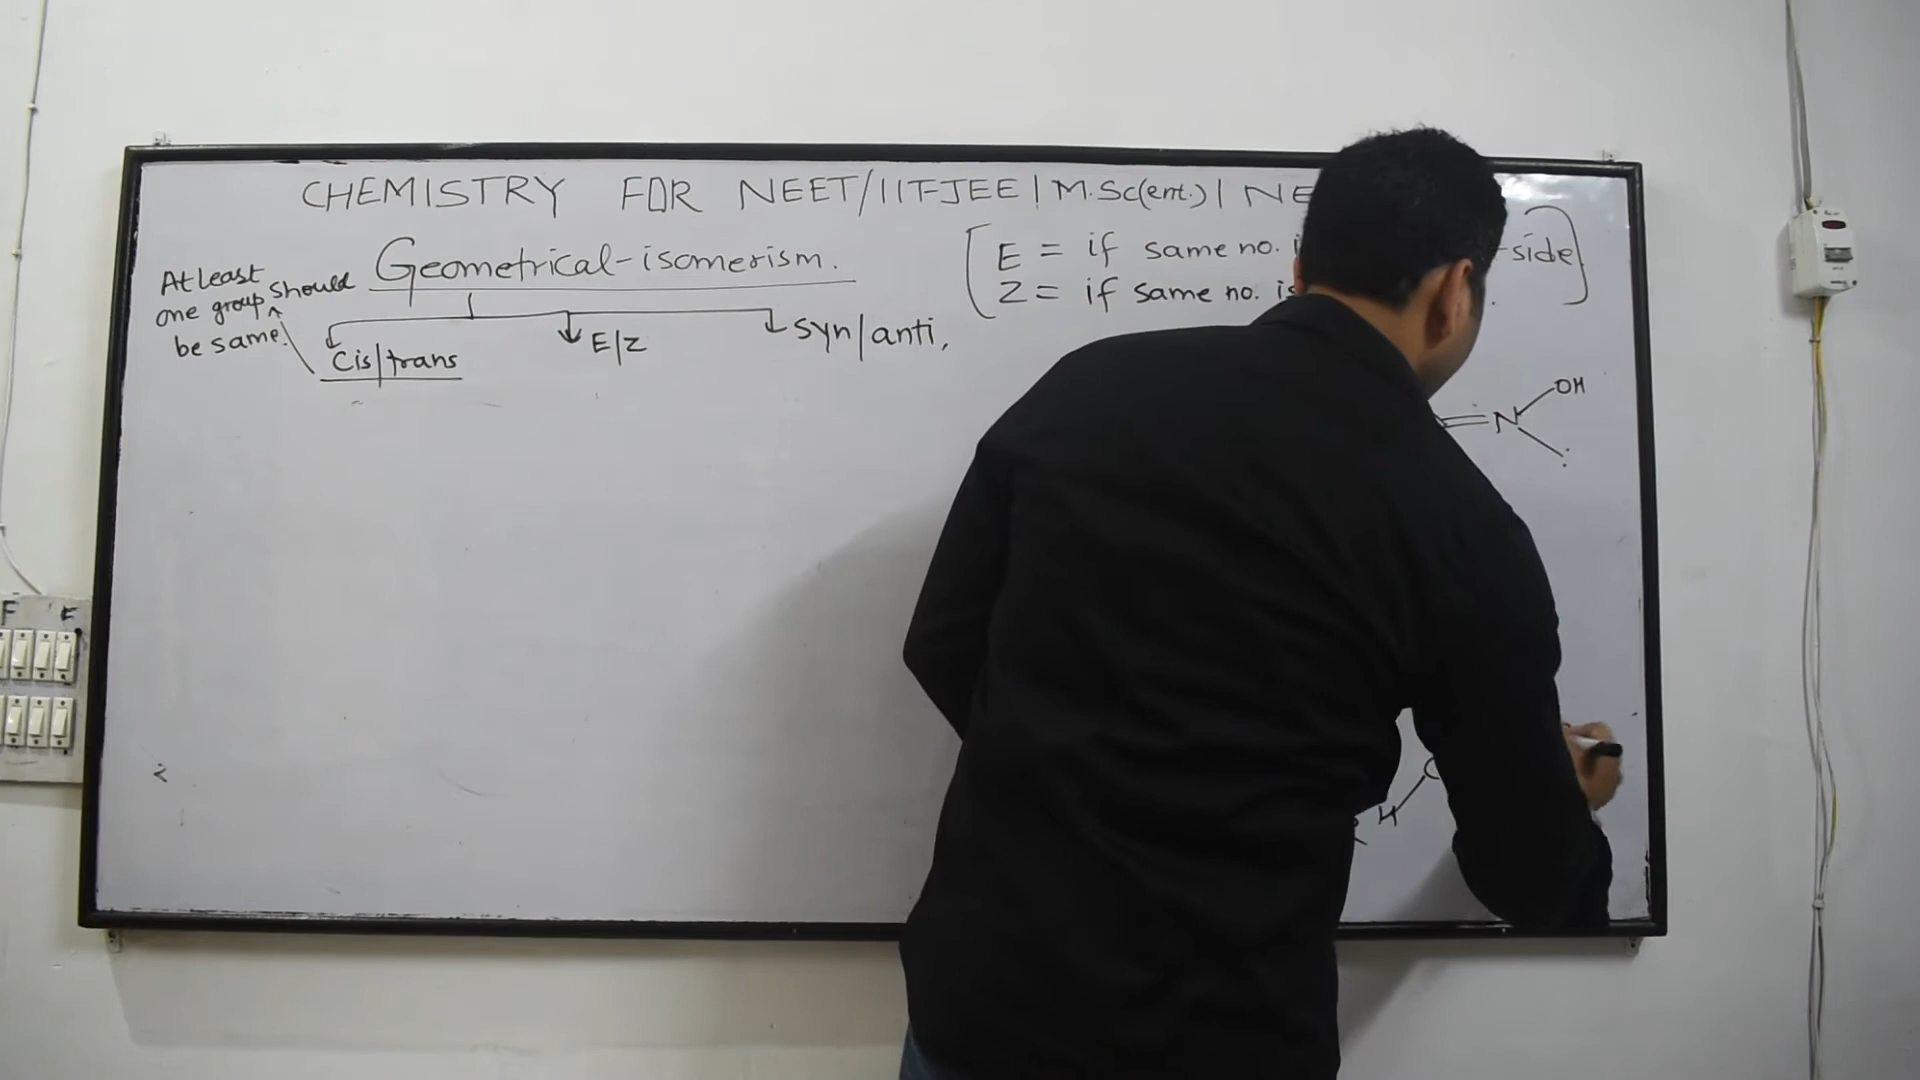 CHEMISTRY FOR NEET/IIT-JEE | M.Sc(ent.) | NE
At least
one group should
be same.
Geometrical-isomerism.
Cis/trans
E/Z
Syn/anti,
E = if same no. i
-side
Z = if same no. is
N
OH
H
F
F